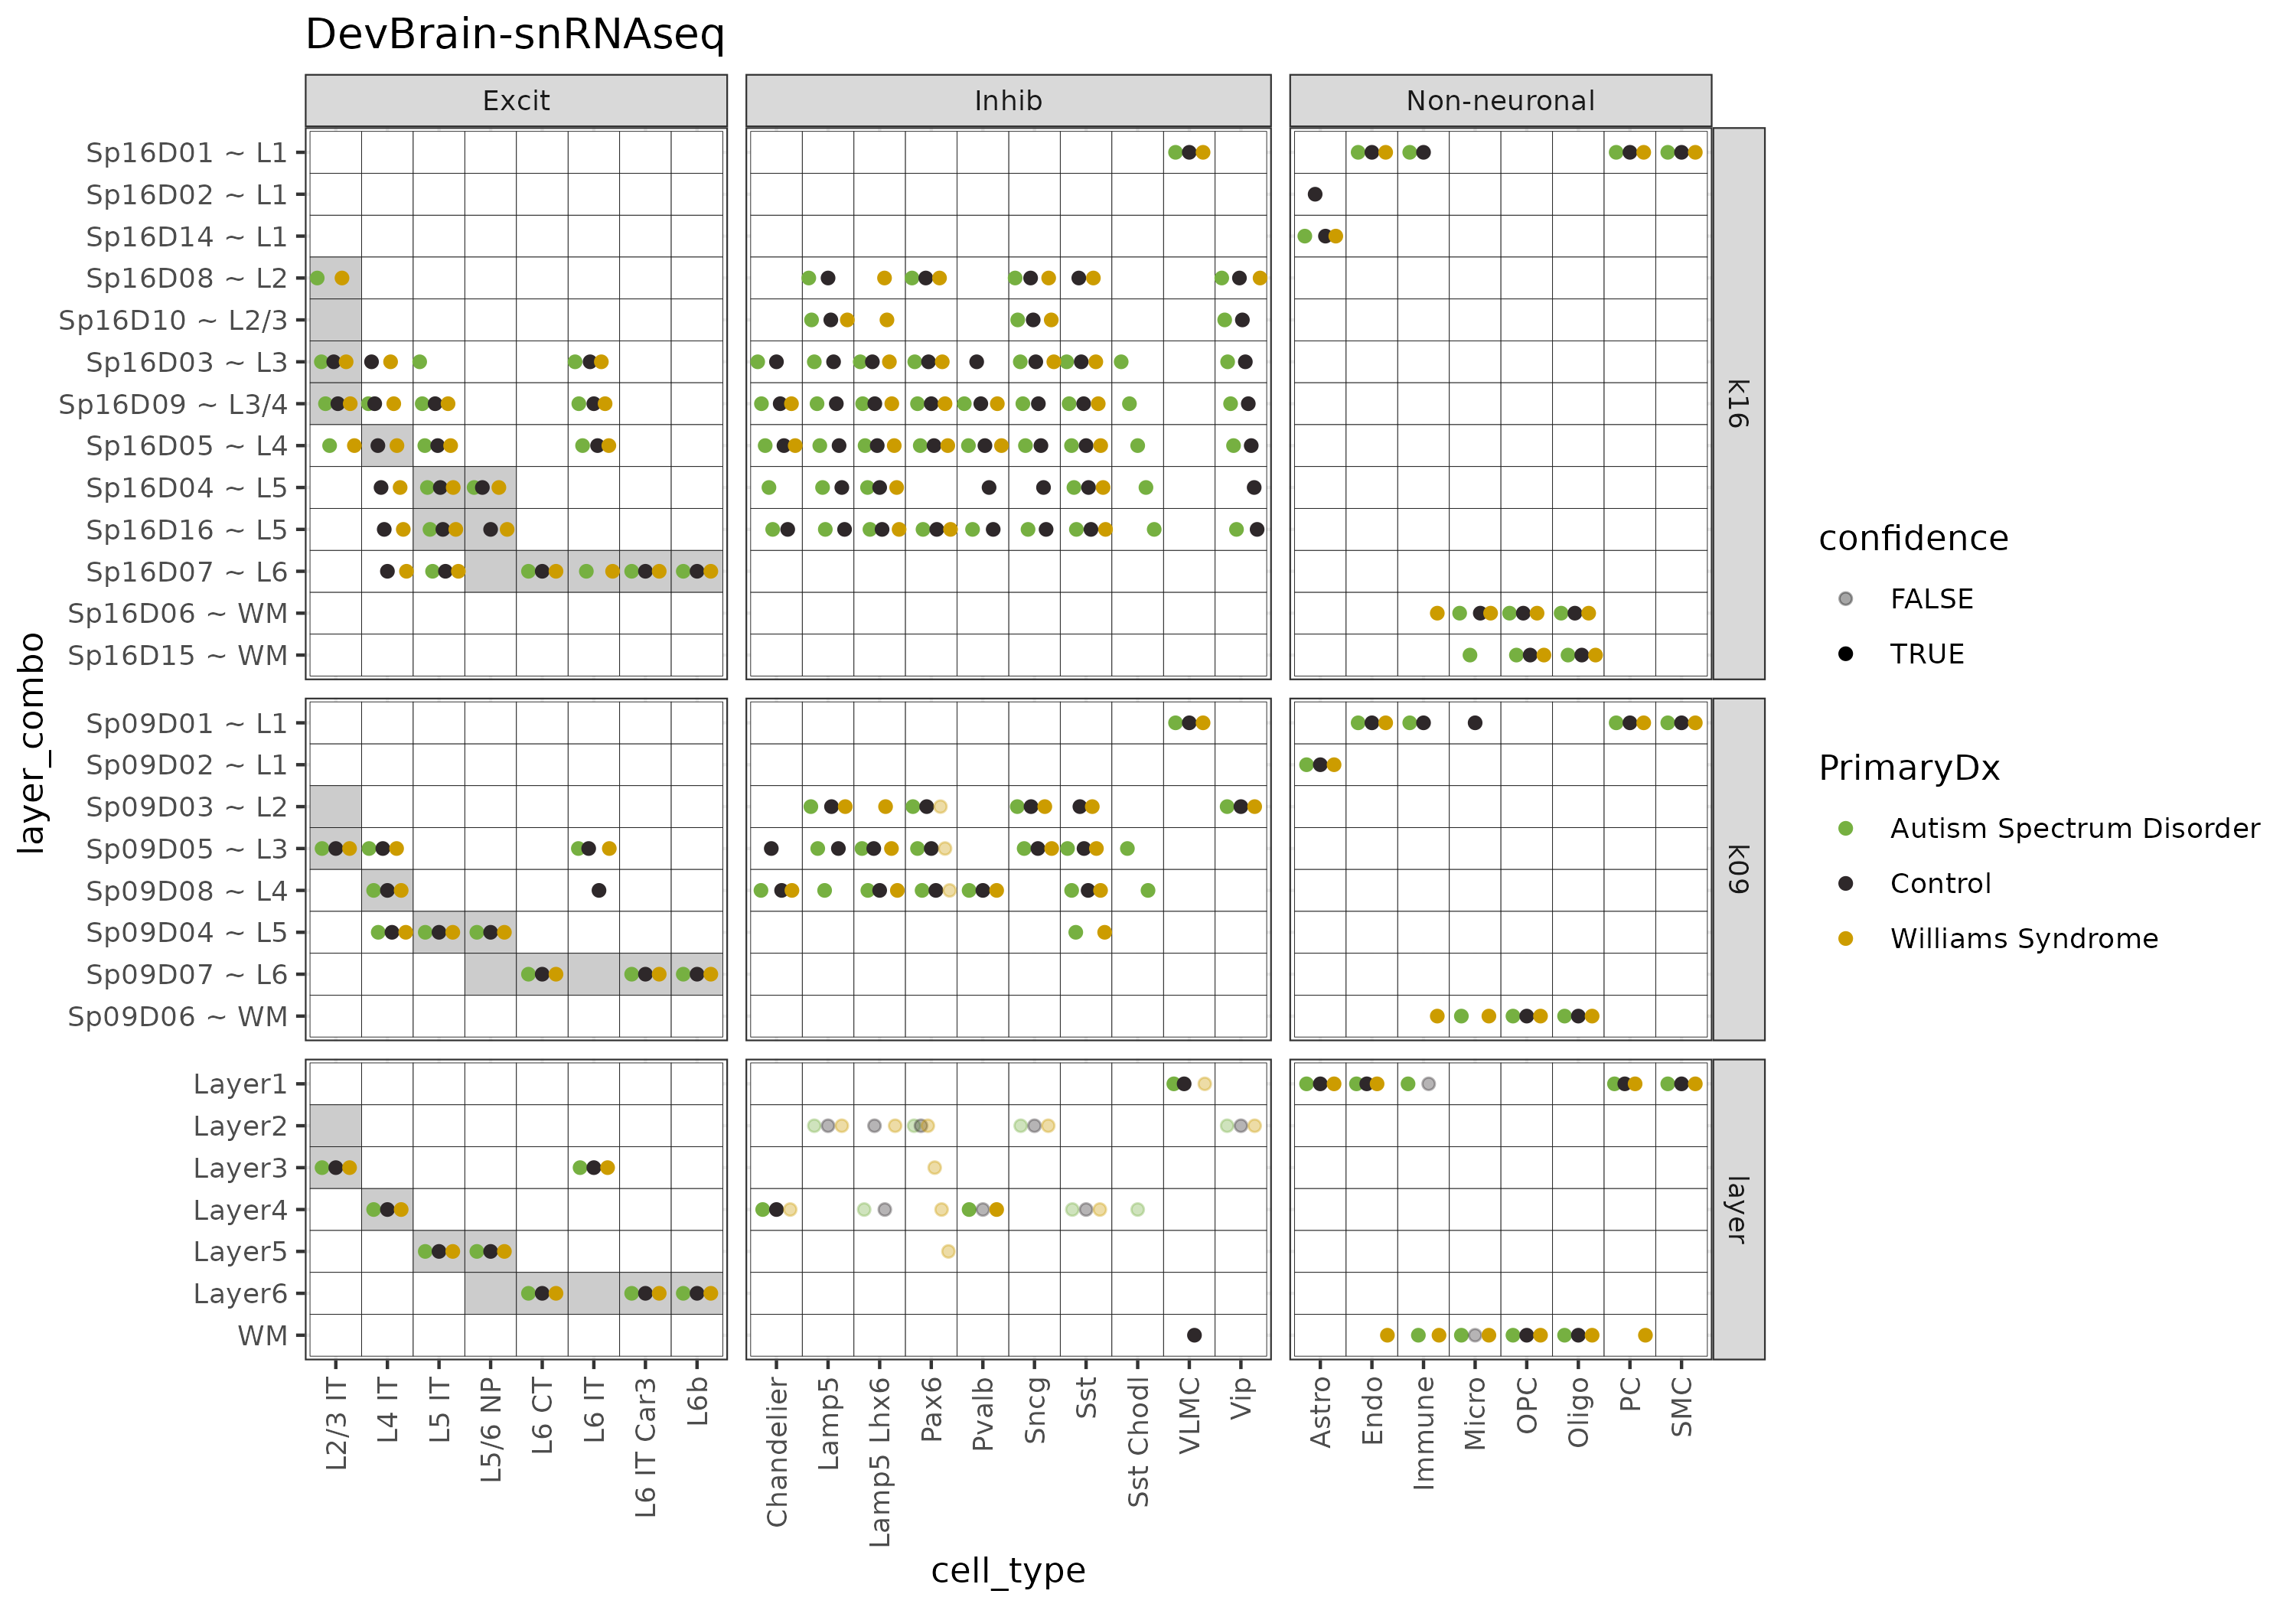 DevBrain-snRNAseq
Excit
Inhib
Non-neuronal
layer_combo
Sp16D01 ~ L1
Sp16D02 ~ L1
Sp16D14 ~ L1
Sp16D08 ~ L2
Sp16D10 ~ L2/3
Sp16D03 ~ L3
Sp16D09 ~ L3/4
Sp16D05 ~ L4
Sp16D04 ~ L5
Sp16D16 ~ L5
Sp16D07 ~ L6
Sp16D06 ~ WM
Sp16D15 ~ WM
k16
Sp09D01 ~ L1
Sp09D02 ~ L1
Sp09D03 ~ L2
Sp09D05 ~ L3
Sp09D08 ~ L4
Sp09D04 ~ L5
Sp09D07 ~ L6
Sp09D06 ~ WM
k09
Layer1
Layer2
Layer3
Layer4
Layer5
Layer6
WM
layer
L2/3 IT
L4 IT
L5 IT
L5/6 NP
L6 CT
L6 IT
L6 IT Car3
L6b
Chandelier
Lamp5
Lamp5 Lhx6
Pax6
Pvalb
Sncg
Sst
Sst Chodl
VLMC
Vip
Astro
Endo
Immune
Micro
OPC
Oligo
PC
SMC
cell_type
confidence
FALSE
TRUE
PrimaryDx
Autism Spectrum Disorder
Control
Williams Syndrome